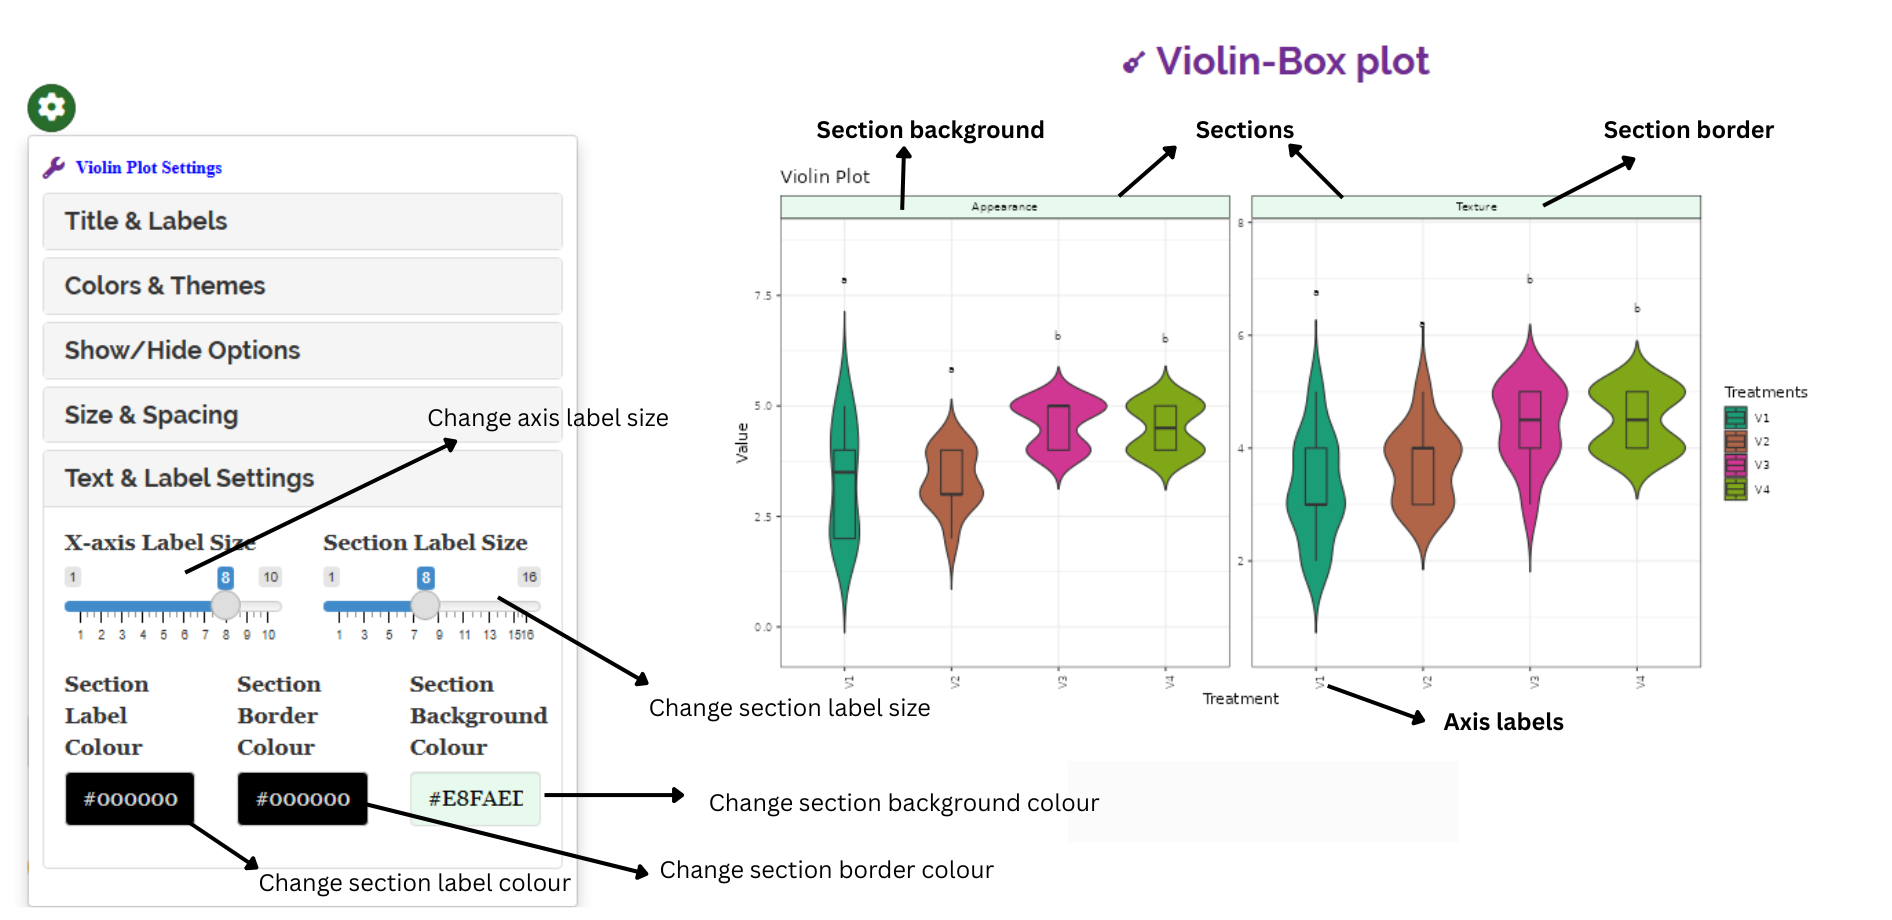 Violin-Box plot
Section background
Sections
Section border
Violin Plot Settings
Title & Labels
Colors & Themes
Show/Hide Options
Size & Spacing
Change axis label size
Text & Label Settings
X-axis Label Size
Section Label Size
1
8
10
1
8
16
1 2 3 4 5 6 7 8 9 10
1 3 5 7 9 11 13 1516
Section
Label
Colour
Section
Border
Colour
Section
Background
Colour
#000000
#000000
#E8FAED
Change section label size
Change section background colour
Change section border colour
Change section label colour
Violin Plot
Appearance
Texture
Value
7.5
5.0
2.5
0.0
a
a
b
b
8
6
4
2
a
a
b
b
V1
V2
V3
V4
V1
V2
V3
V4
Treatment
Axis labels
Treatments
V1
V2
V3
V4